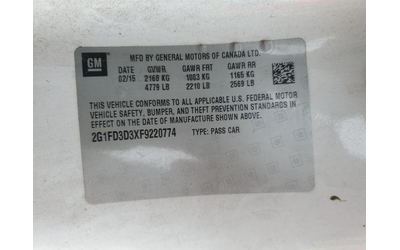 GM
MFD BY GENERAL MOTORS OF CANADA LTD.
DATE GVWR GAWR FRT GAWR RR
02/15 2168 KG 1003 KG 1165 KG
4779 LB 2210 LB 2569 LB
THIS VEHICLE CONFORMS TO ALL APPLICABLE U.S. FEDERAL MOTOR
VEHICLE SAFETY, BUMPER, AND THEFT PREVENTION STANDARDS IN
EFFECT ON THE DATE OF MANUFACTURE SHOWN ABOVE.
2G1FD3D3XF9220774 TYPE: PASS CAR